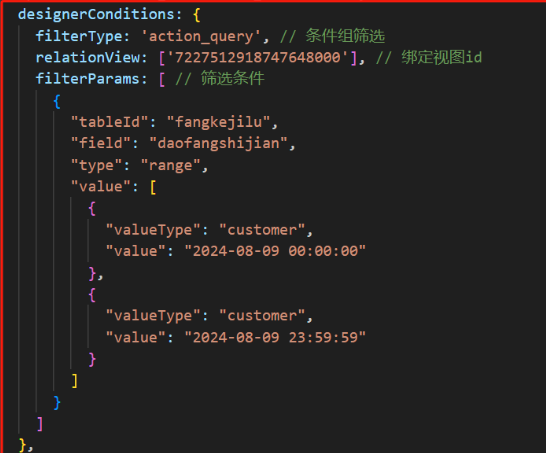 designerConditions: {
filterType: 'action_query', // 条件组筛选
relationView: ['7227512918747648000'], // 绑定视图id
filterParams: [ // 筛选条件
{
"tableId": "fangkejilu",
"field": "daofangshijian",
"type": "range",
"value": [
{
"valueType": "customer",
"value": "2024-08-09 00:00:00"
},
{
"valueType": "customer",
"value": "2024-08-09 23:59:59"
}
]
}
]
},